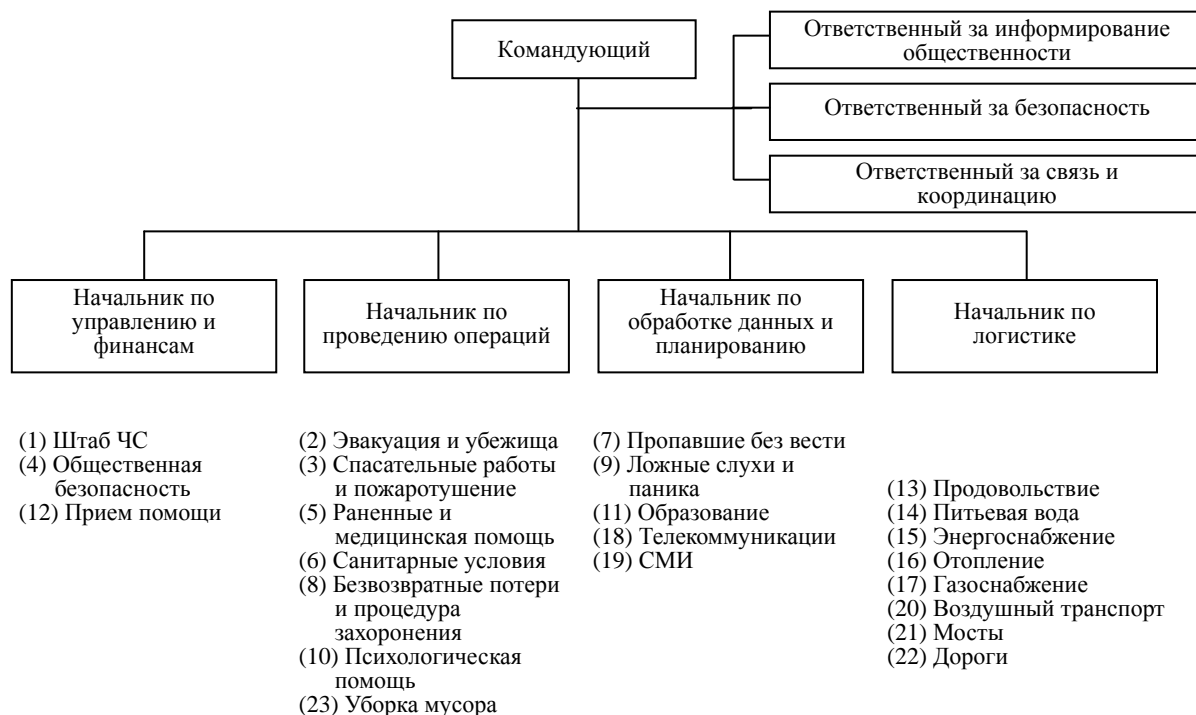 Командующий
Ответственный за информирование
общественности
Ответственный за безопасность
Ответственный за связь и
координацию
Начальник по
управлению и
финансам
Начальник по
проведению операций
Начальник по
обработке данных и
планированию
Начальник по
логистике
(1) Штаб ЧС
(4) Общественная
безопасность
(12) Прием помощи
(2) Эвакуация и убежища
(3) Спасательные работы
и пожаротушение
(5) Раненные и
медицинская помощь
(6) Санитарные условия
(8) Безвозвратные потери
и процедура
захоронения
(10) Психологическая
помощь
(23) Уборка мусора
(7) Пропавшие без вести
(9) Ложные слухи и
паника
(11) Образование
(18) Телекоммуникации
(19) СМИ
(13) Продовольствие
(14) Питьевая вода
(15) Энергоснабжение
(16) Отопление
(17) Газоснабжение
(20) Воздушный транспорт
(21) Мосты
(22) Дороги